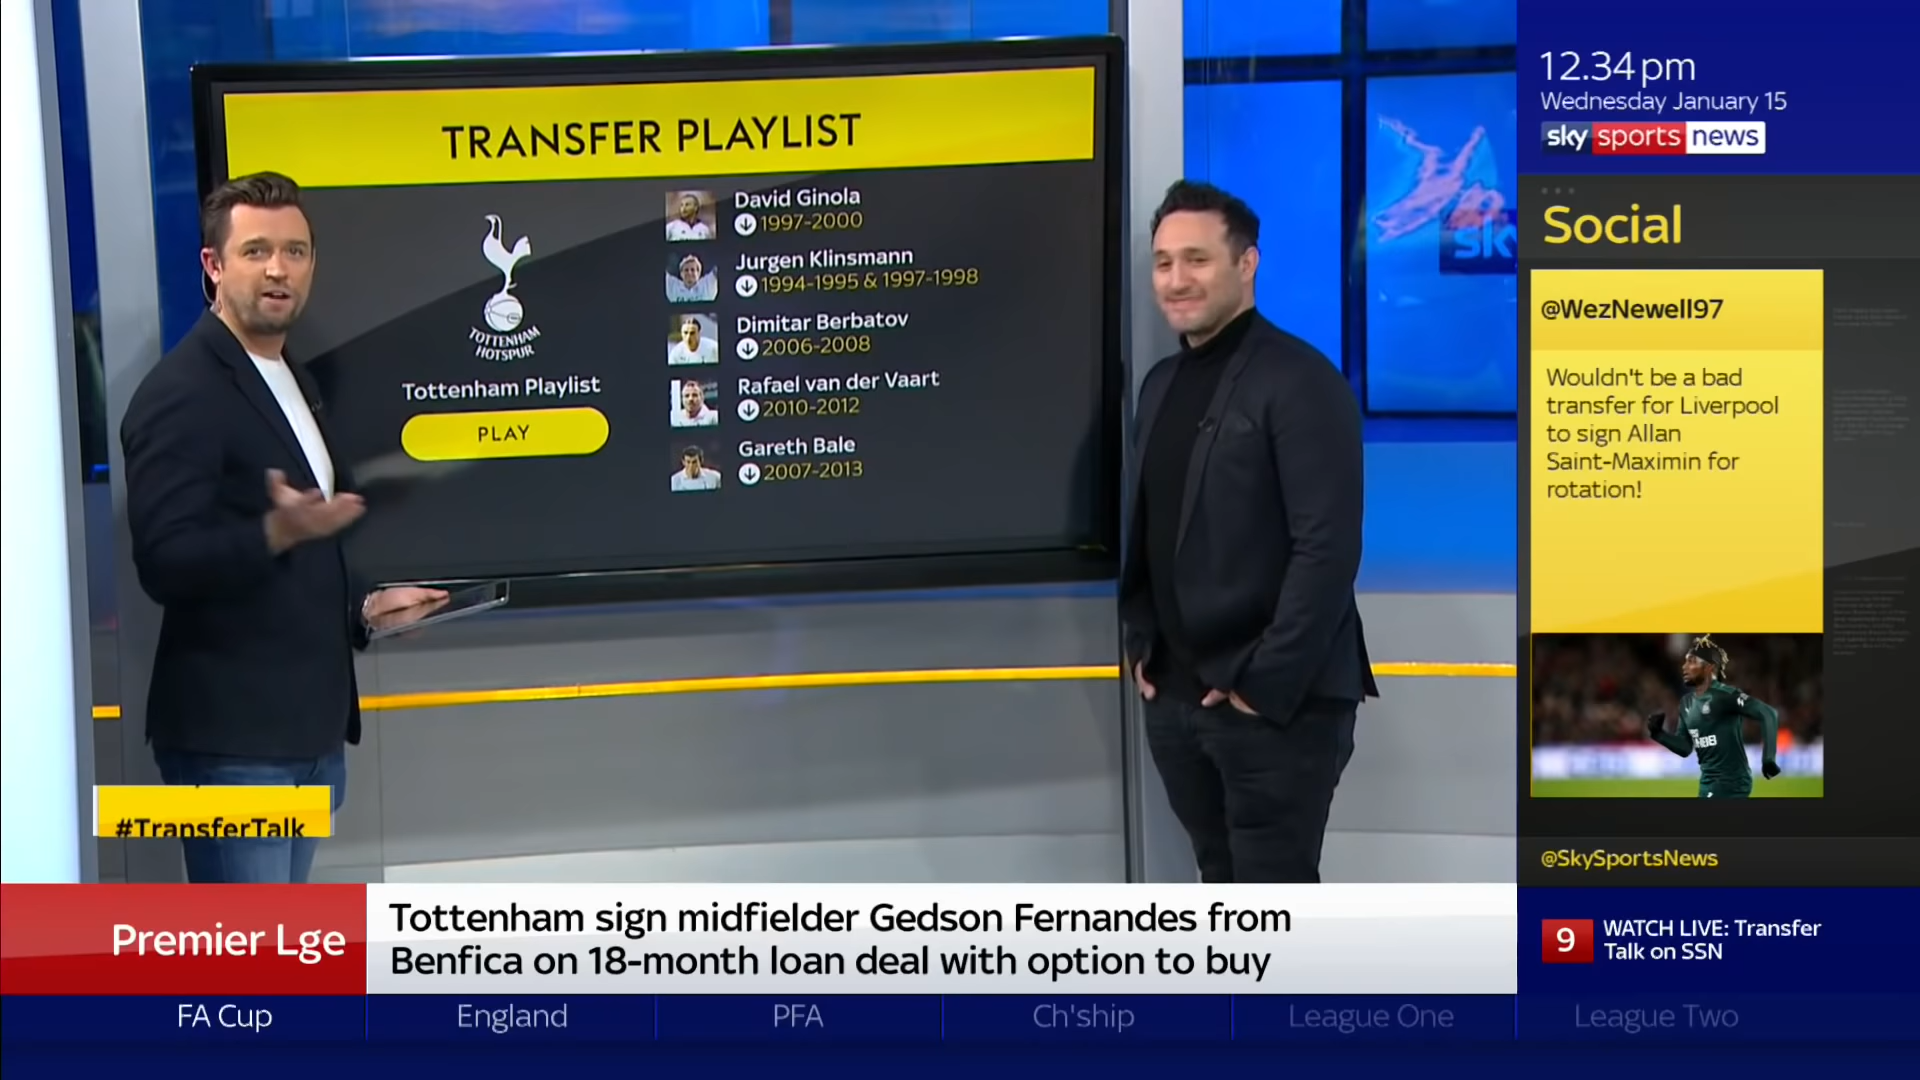 TRANSFER PLAYLIST
TOTTENHAM
HOTSPUR
Tottenham Playlist
PLAY
David Ginola
1997-2000
Jurgen Klinsmann
1994-1995 & 1997-1998
Dimitar Berbatov
2006-2008
Rafael van der Vaart
2010-2012
Gareth Bale
2007-2013
sky
#TransferTalk
12.34pm
Wednesday January 15
sky sports news
Social
@WezNewell97
Wouldn't be a bad
transfer for Liverpool
to sign Allan
Saint-Maximin for
rotation!
@SkySportsNews
Premier Lge
Tottenham sign midfielder Gedson Fernandes from
Benfica on 18-month loan deal with option to buy
9
WATCH LIVE: Transfer
Talk on SSN
FA Cup
England
PFA
Ch'ship
League One
League Two